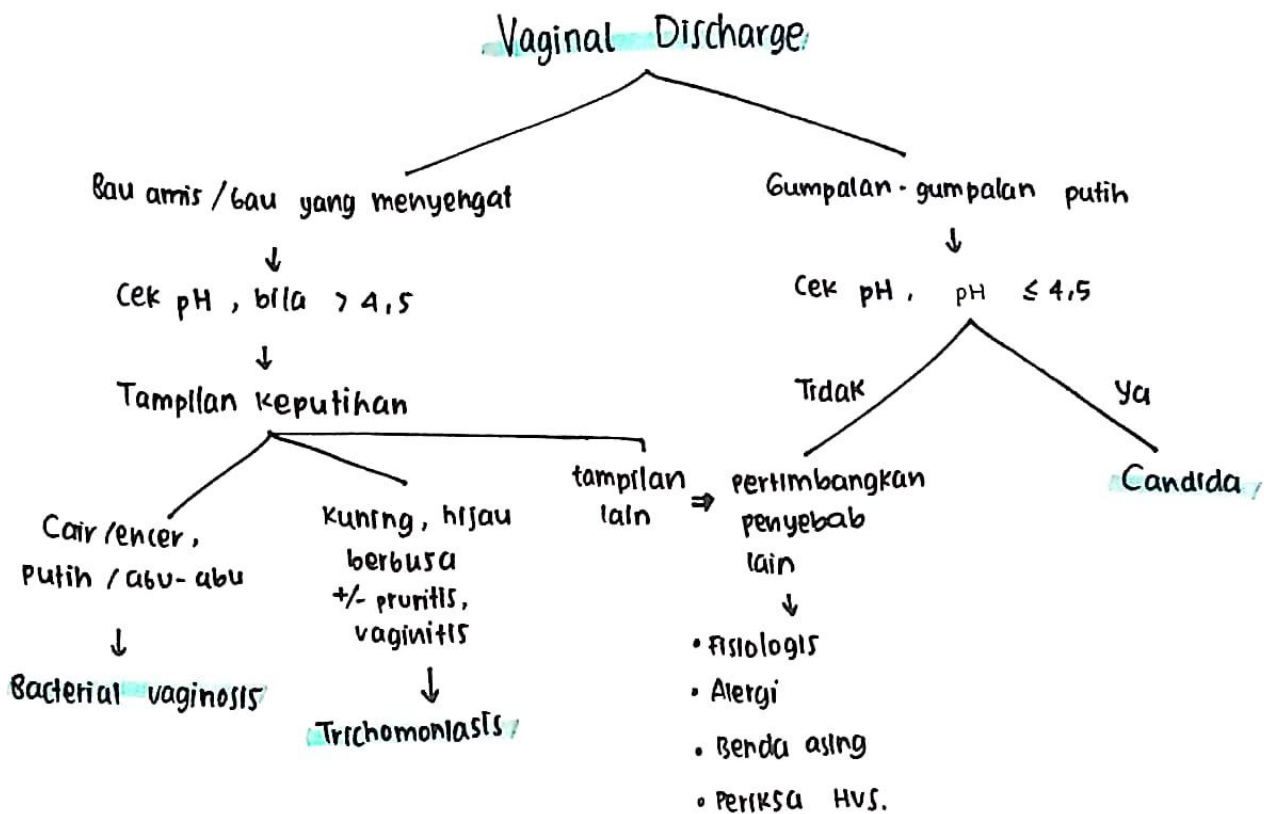 Vaginal Discharge
Bau amis / bau yang menyengat
↓
Cek pH, bila > 4,5
↓
Tampilan keputihan
Cair/encer,
Putih / abu-abu
↓
Bacterial vaginosis
Kuning, hijau
berbusa
+/- pruritis,
vaginitis
↓
Trichomoniasis
tampilan
lain
⇒
Gumpalan-gumpalan putih
↓
Cek pH, pH ≤ 4,5
Tidak
pertimbangkan
penyebab
lain
↓
• Fisiologis
• Alergi
• Benda asing
• Periksa HVS.
Ya
Candida